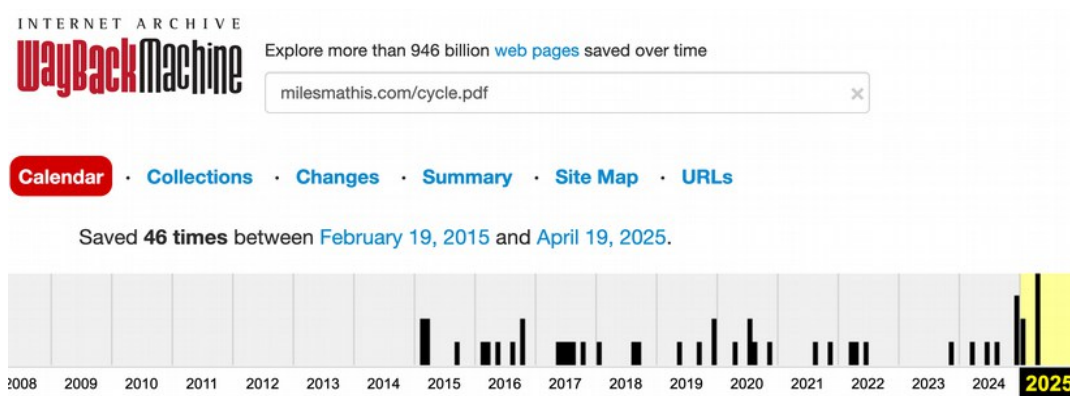 INTERNET ARCHIVE
WayBackMachine
Explore more than 946 billion web pages saved over time
milesmathis.com/cycle.pdf ×
Calendar · Collections · Changes · Summary · Site Map · URLs
Saved 46 times between February 19, 2015 and April 19, 2025.
2008 2009 2010 2011 2012 2013 2014 2015 2016 2017 2018 2019 2020 2021 2022 2023 2024 2025